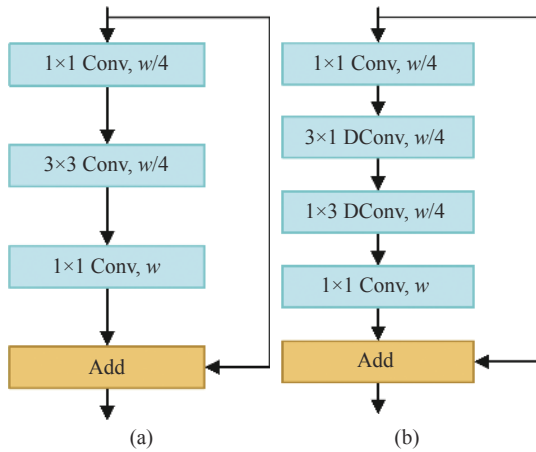 1×1 Conv, w/4
3×3 Conv, w/4
1×1 Conv, w
Add
(a)
1×1 Conv, w/4
3×1 DConv, w/4
1×3 DConv, w/4
1×1 Conv, w
Add
(b)